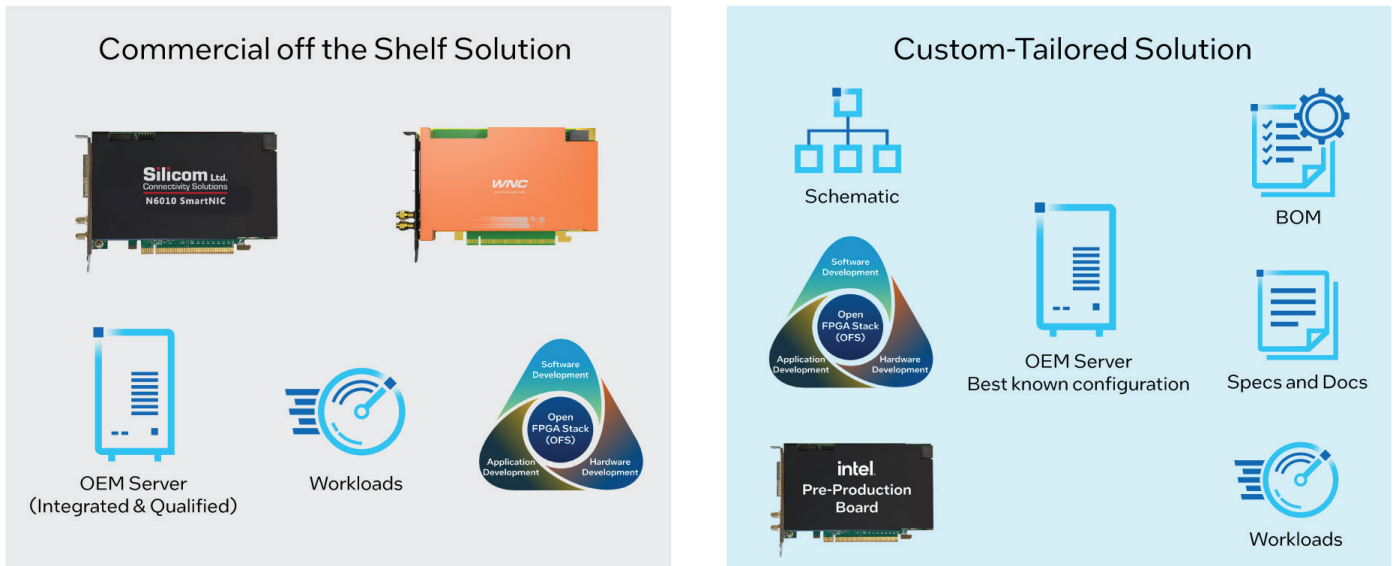 Commercial off the Shelf Solution
Silicom Ltd.
Connectivity Solutions
N6010 SmartNIC
WNC
OEM Server
(Integrated & Qualified)
Workloads
Software
Development
Open
FPGA Stack
(OFS)
Application
Development
Hardware
Development
Custom-Tailored Solution
Schematic
BOM
Software
Development
Open
FPGA Stack
(OFS)
Application
Development
Hardware
Development
OEM Server
Best known configuration
Specs and Docs
intel.
Pre-Production
Board
Workloads